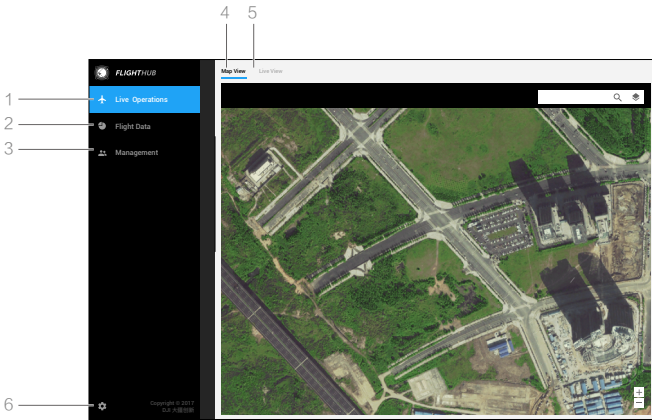 4 5
FLIGHTHUB
Map View Live View
1 Live Operations
2 Flight Data
3 Management
+
−
6 Copyright © 2017
DJI 大疆创新